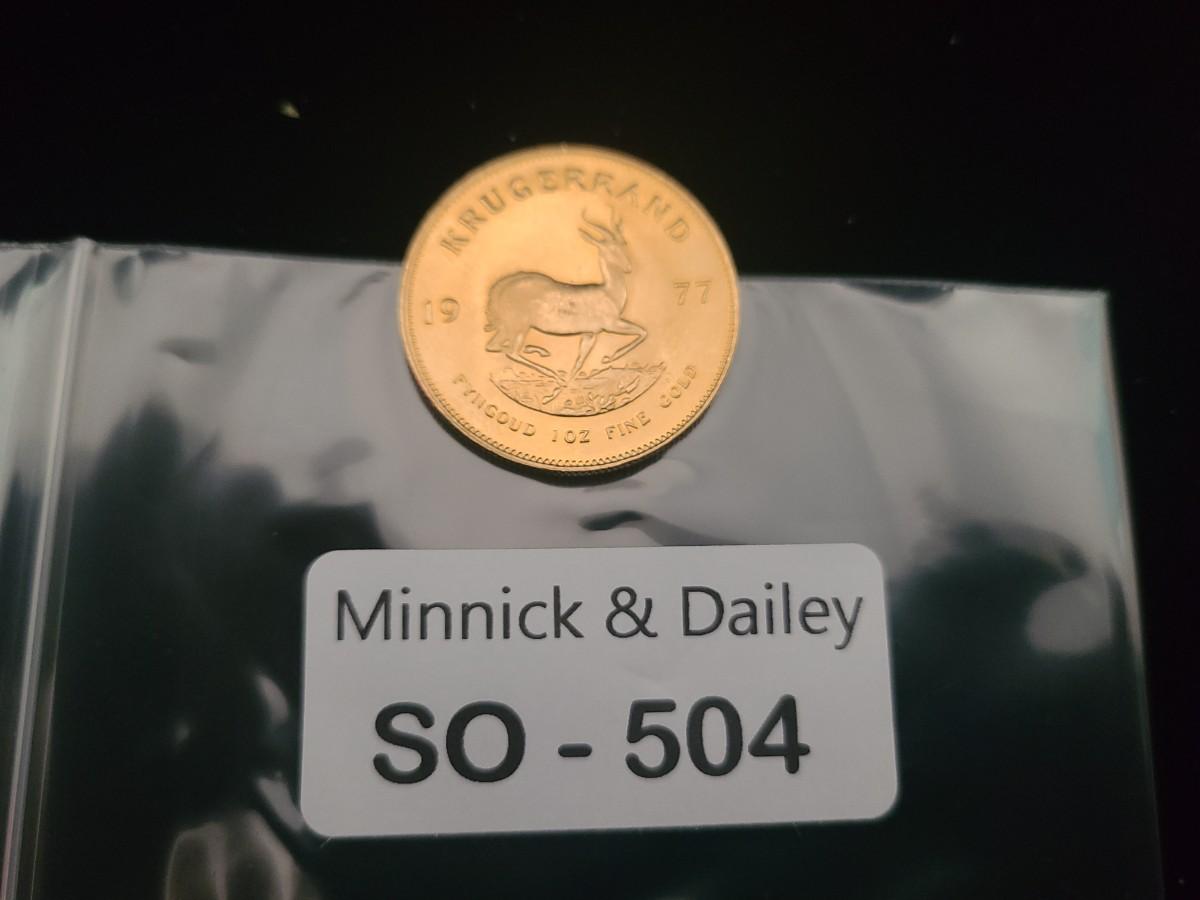 KRUGERRAND
19 77
FYNGOUD 1OZ FINE GOLD
Minnick & Dailey
SO - 504